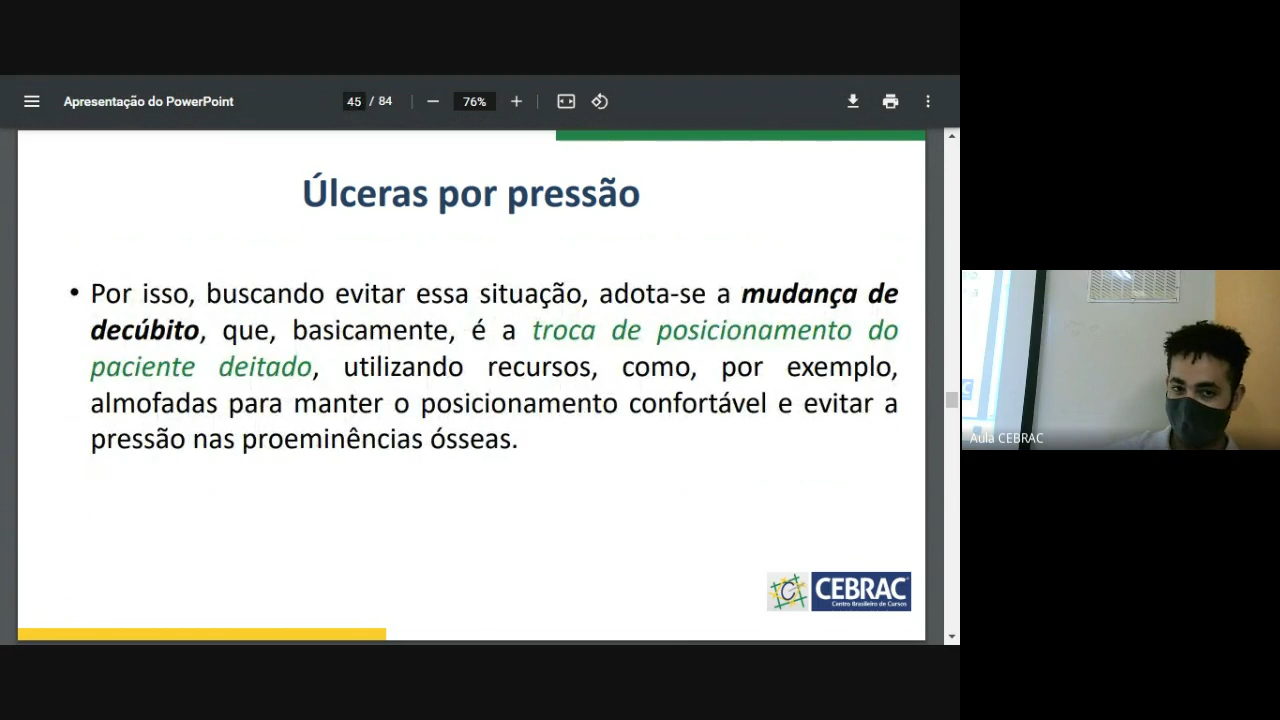 Apresentação do PowerPoint
45 / 84
76%
Úlceras por pressão
• Por isso, buscando evitar essa situação, adota-se a mudança de
decúbito, que, basicamente, é a troca de posicionamento do
paciente deitado, utilizando recursos, como, por exemplo,
almofadas para manter o posicionamento confortável e evitar a
pressão nas proeminências ósseas.
C CEBRAC
Centro Brasileiro de Cursos
Aula CEBRAC